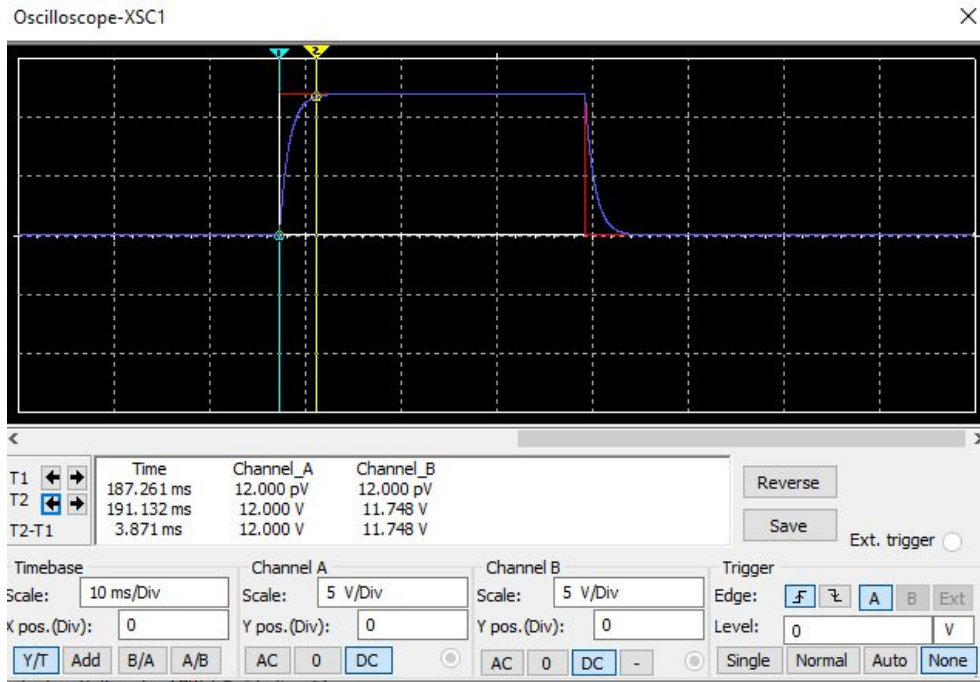 Oscilloscope-XSC1
1 2
Time Channel_A Channel_B
T1 187.261 ms 12.000 pV 12.000 pV
T2 191.132 ms 12.000 V 11.748 V
T2-T1 3.871 ms 12.000 V 11.748 V
Reverse
Save
Ext. trigger
Timebase Channel A Channel B Trigger
Scale: 10 ms/Div Scale: 5 V/Div Scale: 5 V/Div Edge: A B Ext
X pos.(Div): 0 Y pos.(Div): 0 Y pos.(Div): 0 Level: 0 V
Y/T Add B/A A/B AC 0 DC AC 0 DC - Single Normal Auto None